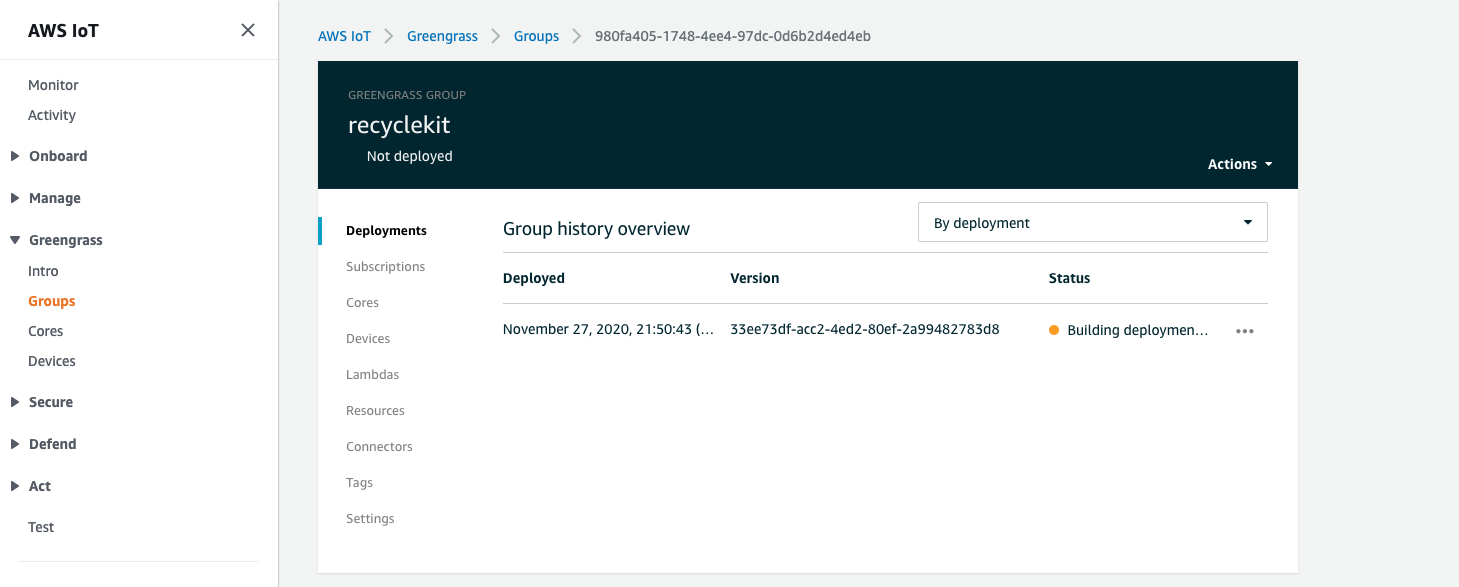 AWS IoT
Monitor
Activity
Onboard
Manage
Greengrass
Intro
Groups
Cores
Devices
Secure
Defend
Act
Test
AWS IoT Greengrass Groups 980fa405-1748-4ee4-97dc-0d6b2d4ed4eb
GREENGRASS GROUP
recyclekit
Not deployed
Actions
Deployments
Subscriptions
Cores
Devices
Lambdas
Resources
Connectors
Tags
Settings
Group history overview
By deployment
Deployed Version Status
November 27, 2020, 21:50:43 (... 33ee73df-acc2-4ed2-80ef-2a99482783d8 Building deploymen...